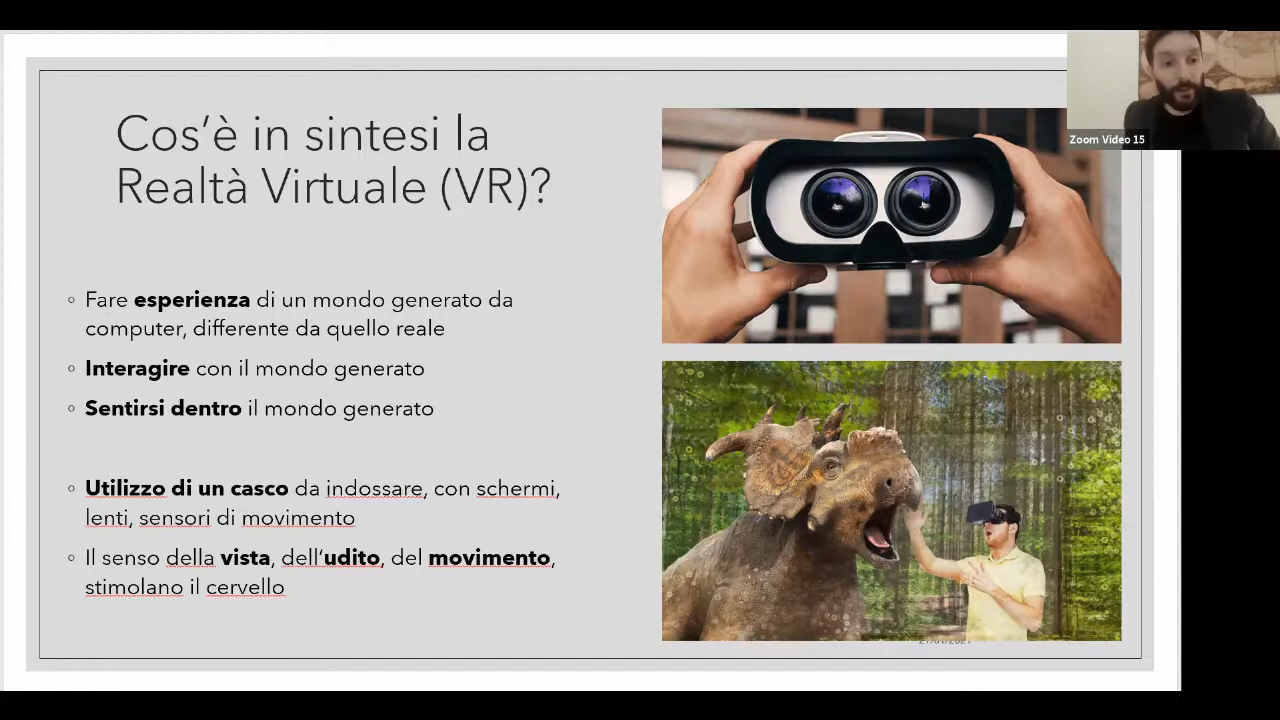 Cos’è in sintesi la
Realtà Virtuale (VR)?
◦ Fare esperienza di un mondo generato da
computer, differente da quello reale
◦ Interagire con il mondo generato
◦ Sentirsi dentro il mondo generato
◦ Utilizzo di un casco da indossare, con schermi,
lenti, sensori di movimento
◦ Il senso della vista, dell’udito, del movimento,
stimolano il cervello
Zoom Video 15